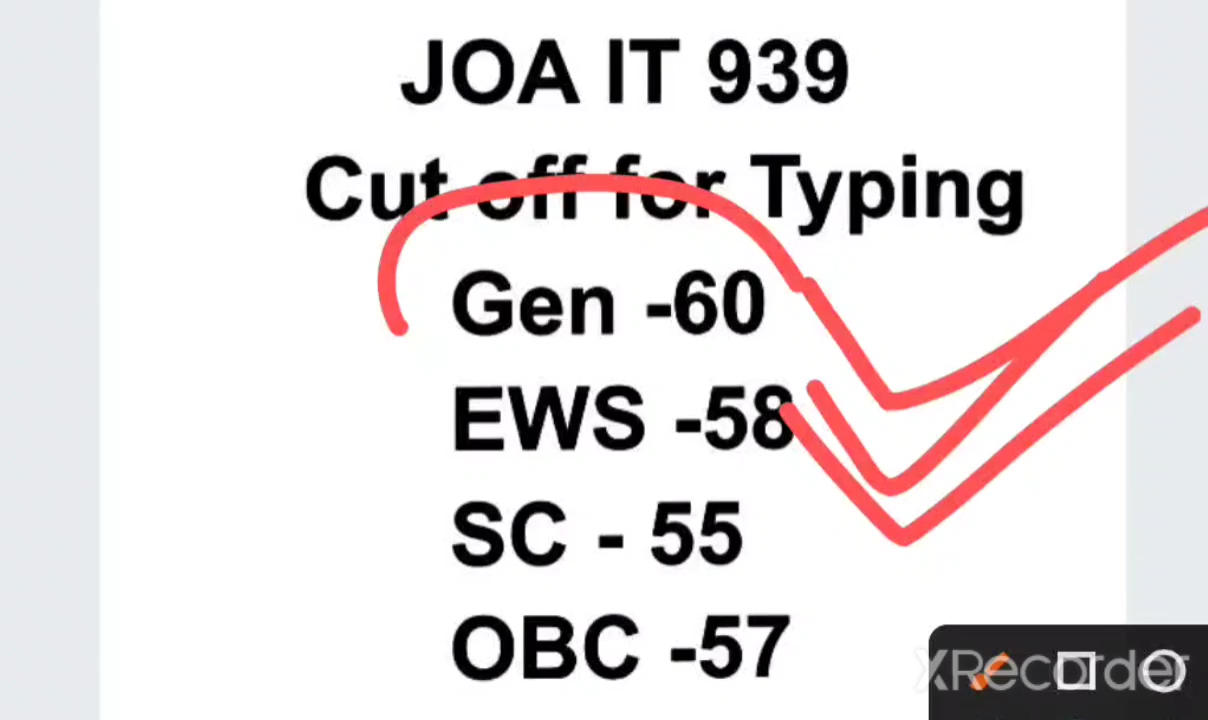 JOA IT 939
Cut off for Typing
Gen -60
EWS -58
SC - 55
OBC -57
XRecorder